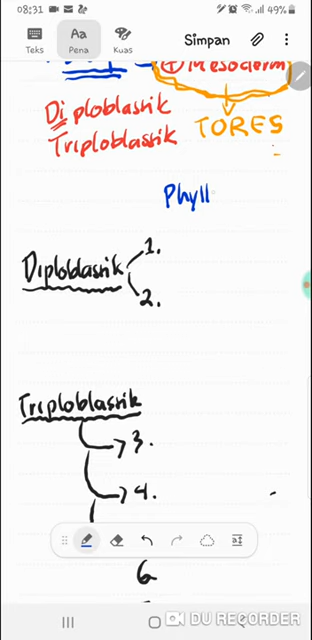 08:31 49%
Teks
Aa
Pena
Kuas
Simpan
+ Mesoderm
Diploblastik
Triploblastik
TORES
Phyll
Diploblastik
1.
2.
Triploblastik
3.
4.
6
DU RECORDER